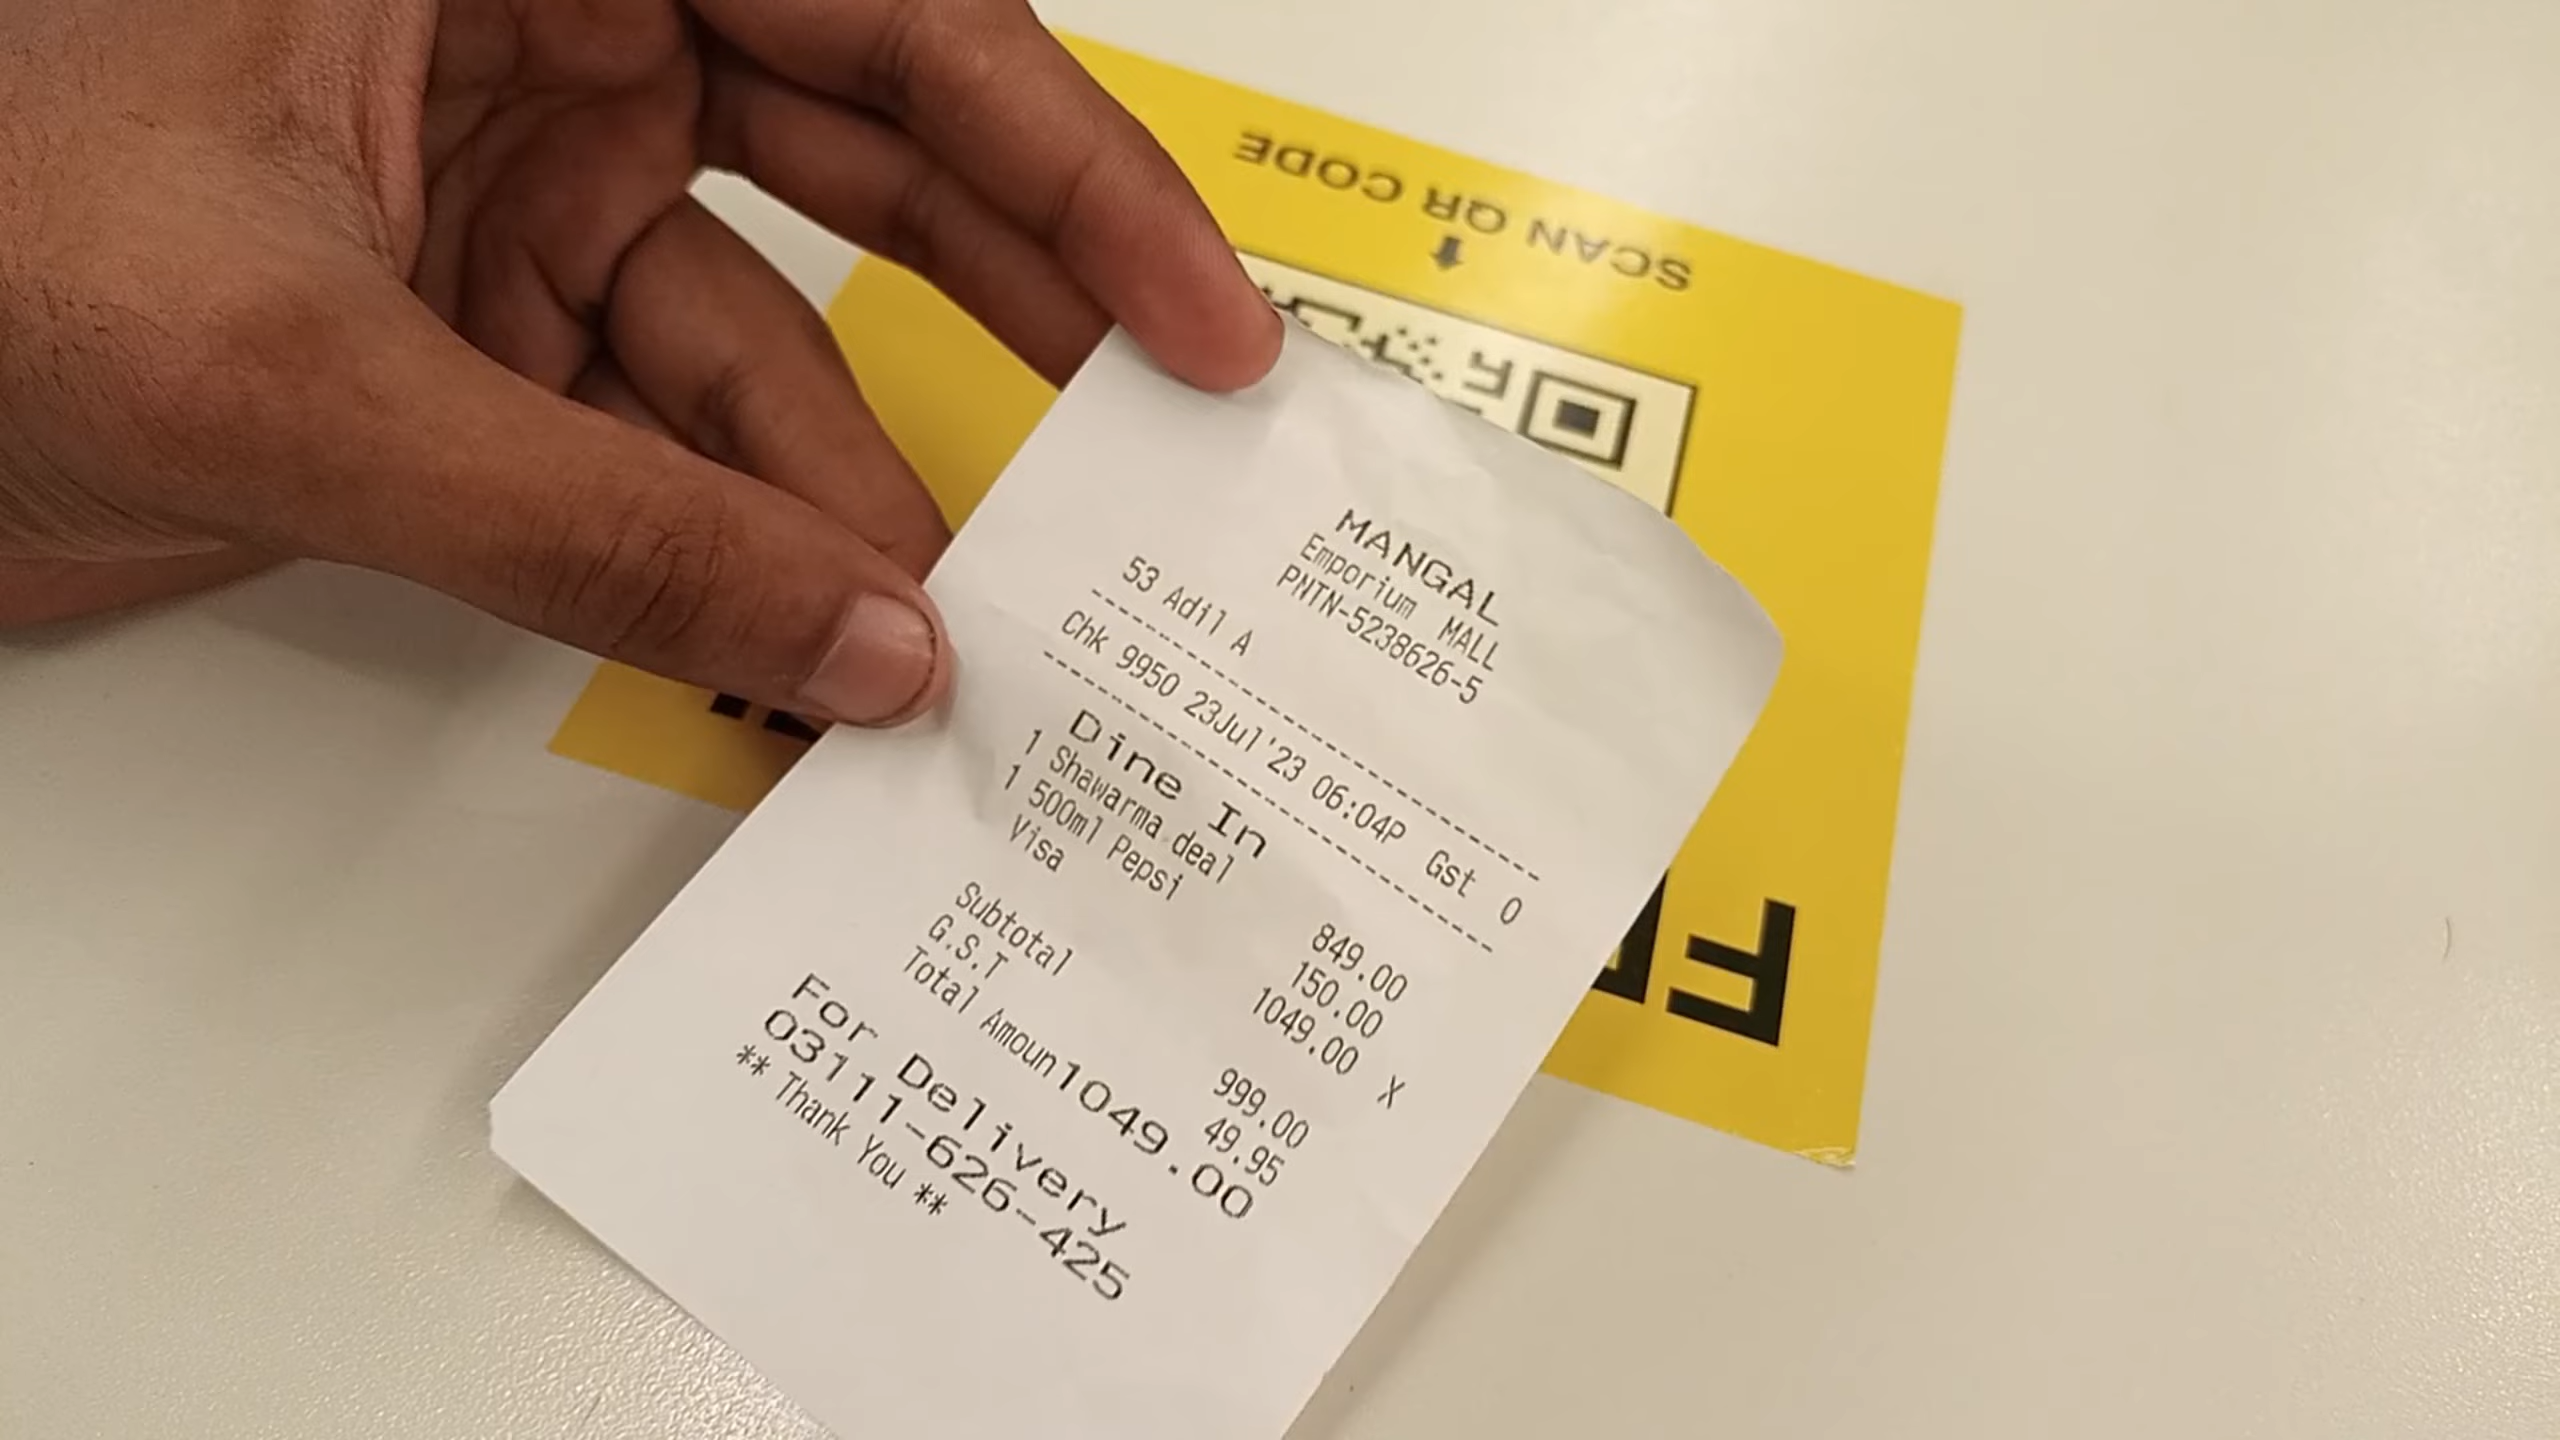 SCAN QR CODE
MANGAL
Emporium MALL
PNTN-5238626-5
53 Adil A
Chk 9950 23Jul'23 06:04P Gst 0
Dine In
1 Shawarma deal 849.00
1 500ml Pepsi 150.00
Visa 1049.00 X
Subtotal 999.00
G.S.T 49.95
Total Amoun1049.00
For Delivery
03111-626-425
** Thank You **